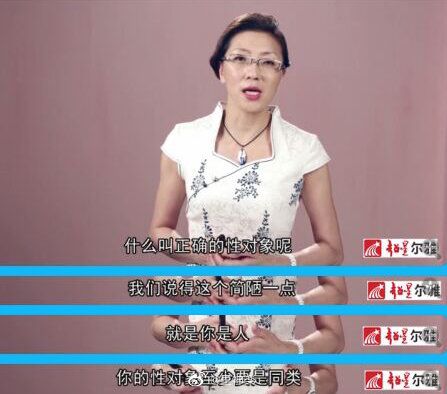 什么叫正确的性对象呢
超星尔雅
我们说得这个简陋一点
超星尔雅
就是你是人
超星尔雅
你的性对象至少要是同类
超星尔雅